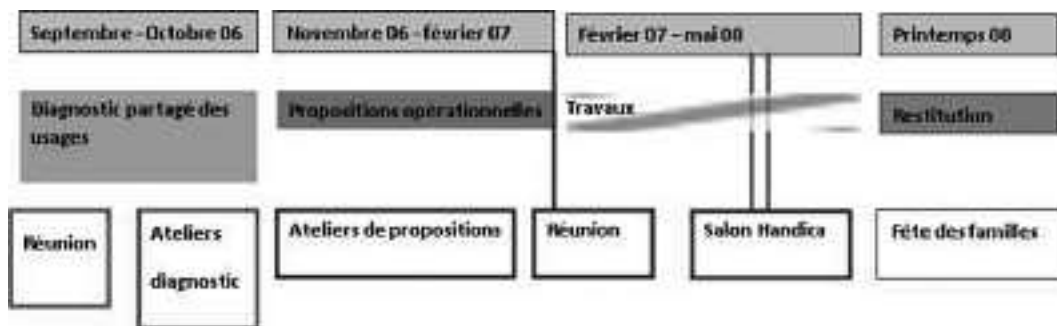 Septembre - Octobre 06
Novembre 06 - février 07
Février 07 – mai 08
Printemps 08
Diagnostic partagé des
usages
Propositions opérationnelles
Travaux
Restitution
Réunion
Ateliers
diagnostic
Ateliers de propositions
Réunion
Salon Handica
Fête des familles